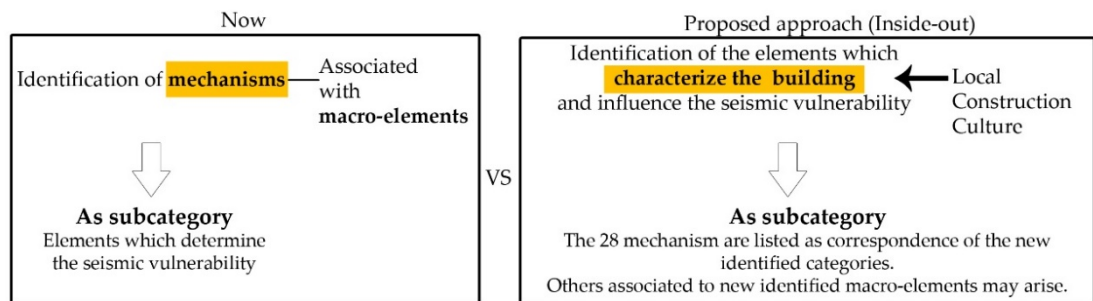 Now
Identification of mechanisms
Associated
with
macro-elements
As subcategory
Elements which determine
the seismic vulnerability
VS
Proposed approach (Inside-out)
Identification of the elements which
characterize the building
and influence the seismic vulnerability
Local
Construction
Culture
As subcategory
The 28 mechanism are listed as correspondence of the new
identified categories.
Others associated to new identified macro-elements may arise.